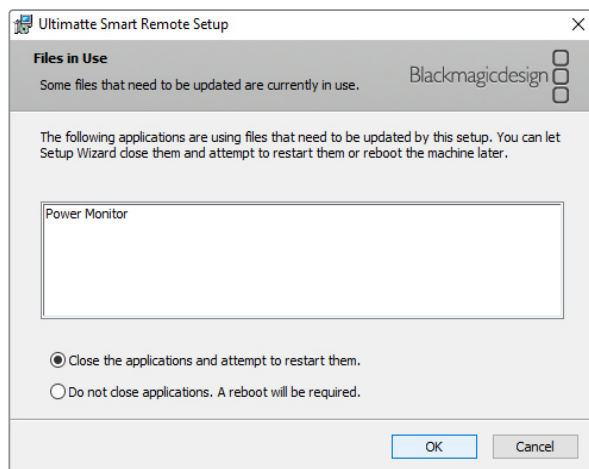 Ultimatte Smart Remote Setup
Files in Use
Some files that need to be updated are currently in use.
Blackmagicdesign
The following applications are using files that need to be updated by this setup. You can let
Setup Wizard close them and attempt to restart them or reboot the machine later.
Power Monitor
Close the applications and attempt to restart them.
Do not close applications. A reboot will be required.
OK
Cancel